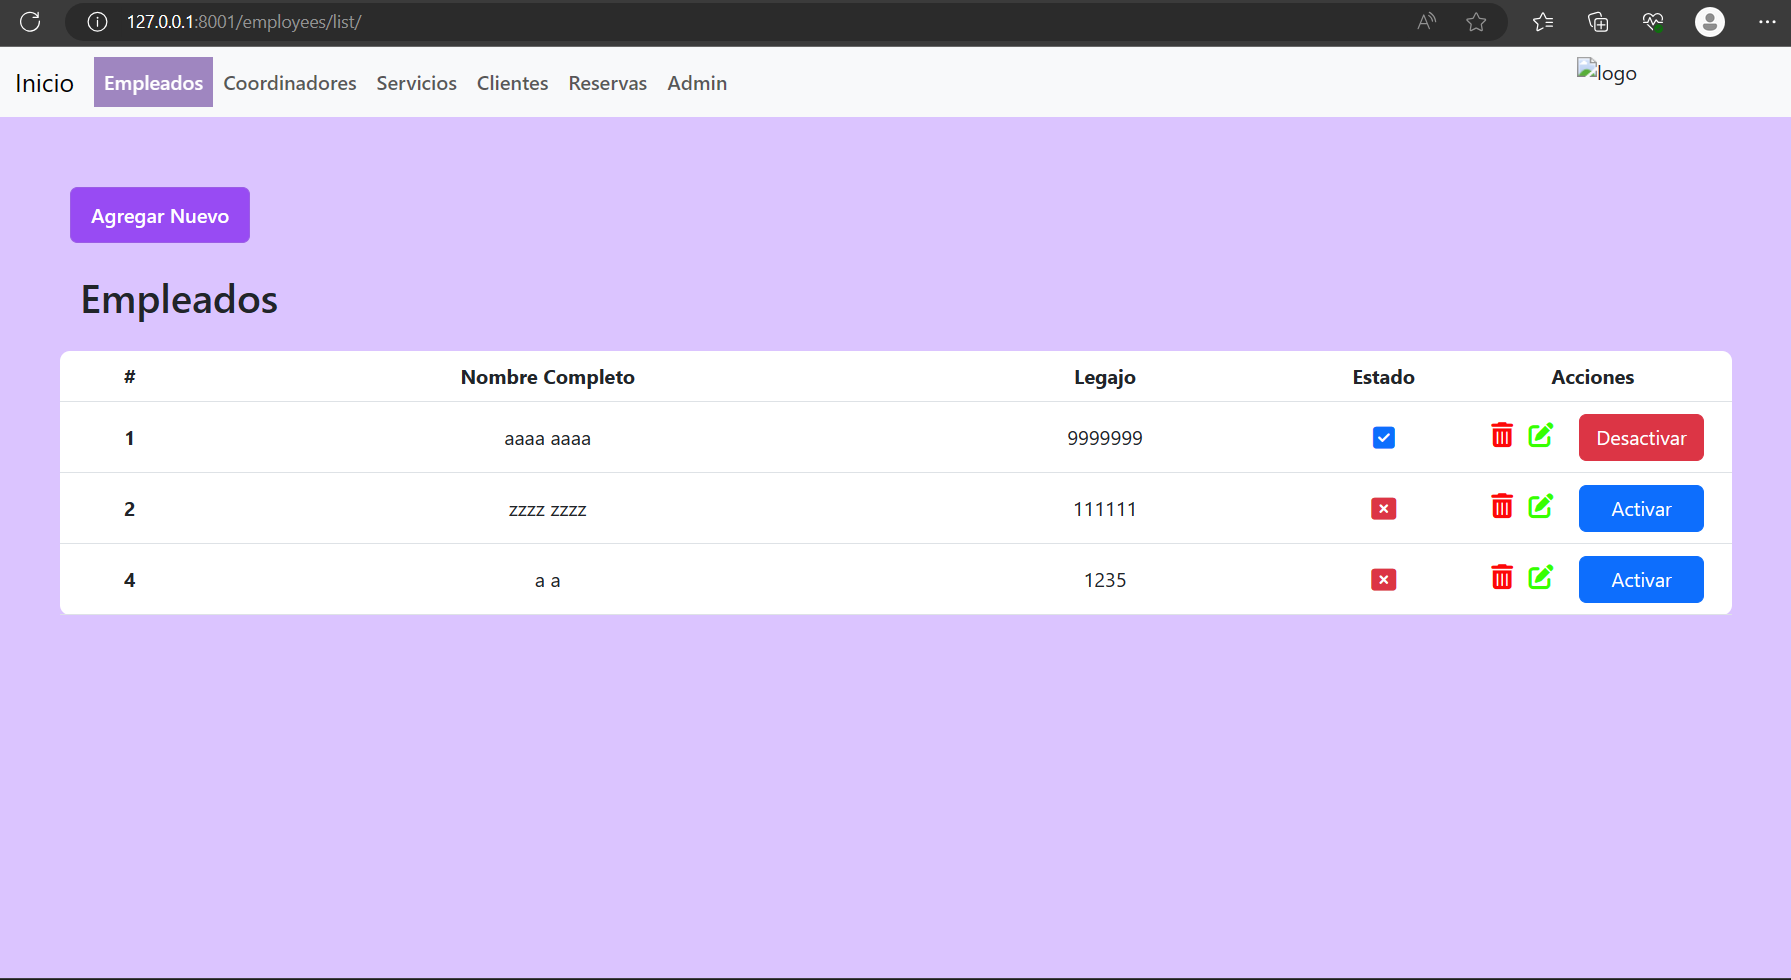 127.0.0.1:8001/employees/list/
Inicio Empleados Coordinadores Servicios Clientes Reservas Admin logo
Agregar Nuevo
Empleados
# Nombre Completo Legajo Estado Acciones
1 aaaa aaaa 9999999 Desactivar
2 zzzz zzzz 111111 Activar
4 a a 1235 Activar